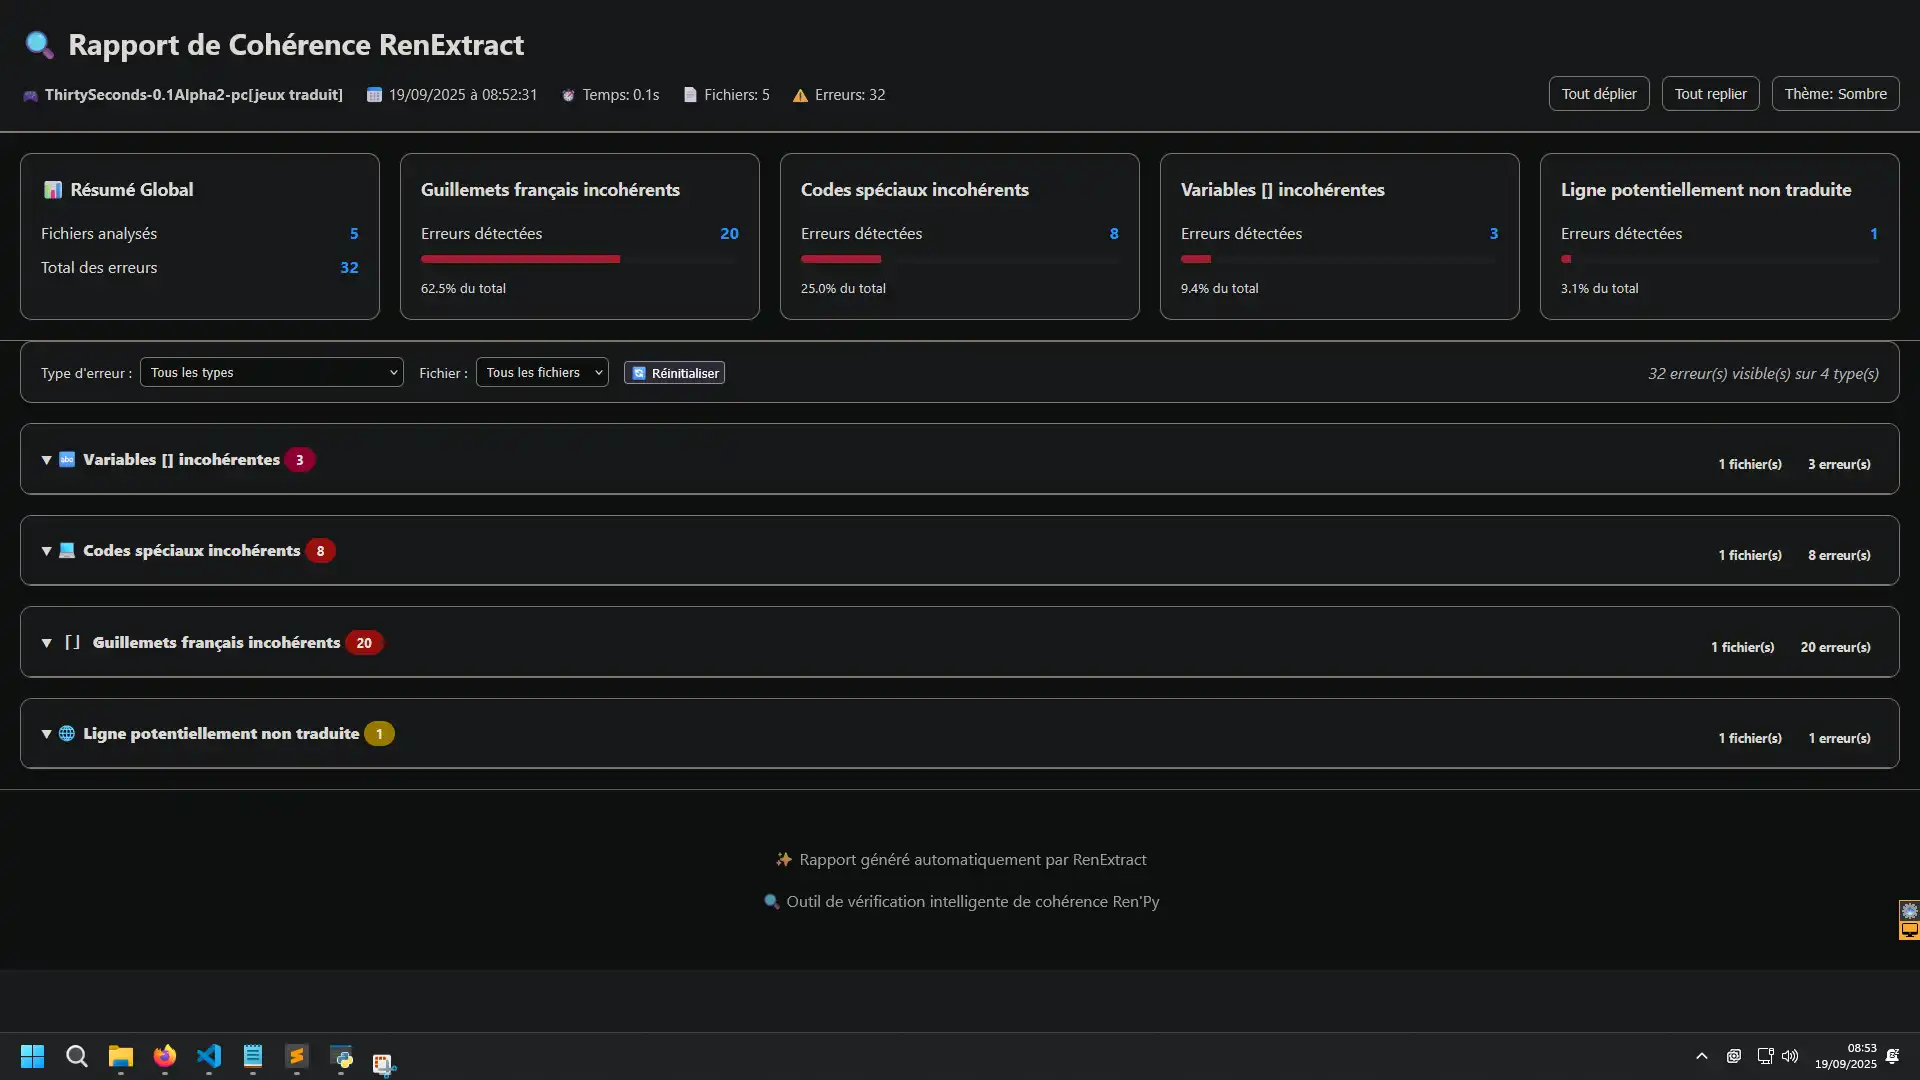 Rapport de Cohérence RenExtract
ThirtySeconds-0.1Alpha2-pc[jeux traduit] 19/09/2025 à 08:52:31 Temps: 0.1s Fichiers: 5 Erreurs: 32
Tout déplier Tout replier Thème: Sombre
Résumé Global
Fichiers analysés 5
Total des erreurs 32
Guillemets français incohérents
Erreurs détectées 20
62.5% du total
Codes spéciaux incohérents
Erreurs détectées 8
25.0% du total
Variables [] incohérentes
Erreurs détectées 3
9.4% du total
Ligne potentiellement non traduite
Erreurs détectées 1
3.1% du total
Type d'erreur : Tous les types Fichier : Tous les fichiers Réinitialiser 32 erreur(s) visible(s) sur 4 type(s)
Variables [] incohérentes 3 1 fichier(s) 3 erreur(s)
Codes spéciaux incohérents 8 1 fichier(s) 8 erreur(s)
Guillemets français incohérents 20 1 fichier(s) 20 erreur(s)
Ligne potentiellement non traduite 1 1 fichier(s) 1 erreur(s)
Rapport généré automatiquement par RenExtract
Outil de vérification intelligente de cohérence Ren'Py
08:53
19/09/2025